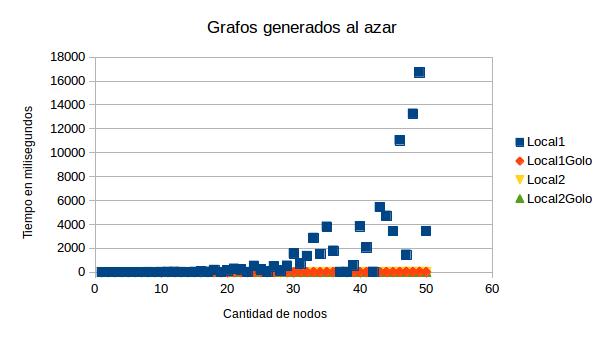 Grafos generados al azar
Tiempo en milisegundos
18000
16000
14000
12000
10000
8000
6000
4000
2000
0
0 10 20 30 40 50 60
Cantidad de nodos
Local1
Local1Golo
Local2
Local2Golo